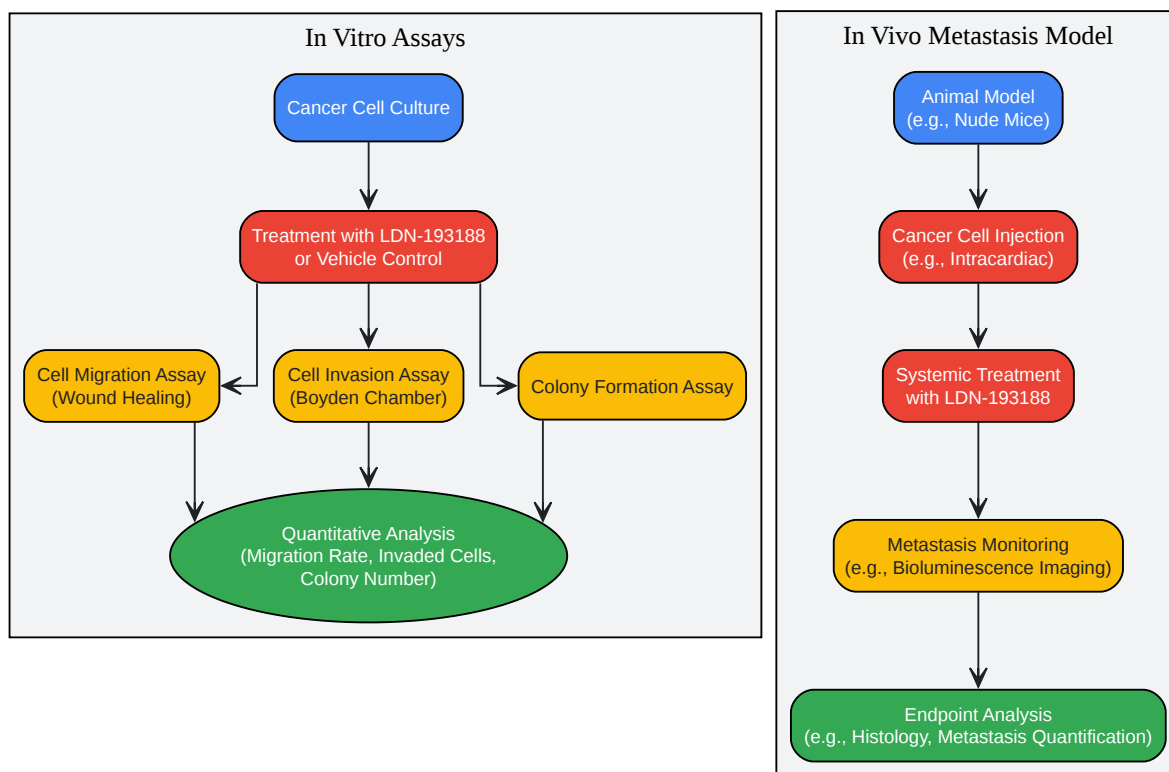 In Vitro Assays
Cancer Cell Culture
Treatment with LDN-193188
or Vehicle Control
Cell Migration Assay
(Wound Healing)
Cell Invasion Assay
(Boyden Chamber)
Colony Formation Assay
Quantitative Analysis
(Migration Rate, Invaded Cells,
Colony Number)
In Vivo Metastasis Model
Animal Model
(e.g., Nude Mice)
Cancer Cell Injection
(e.g., Intracardiac)
Systemic Treatment
with LDN-193188
Metastasis Monitoring
(e.g., Bioluminescence Imaging)
Endpoint Analysis
(e.g., Histology, Metastasis Quantification)